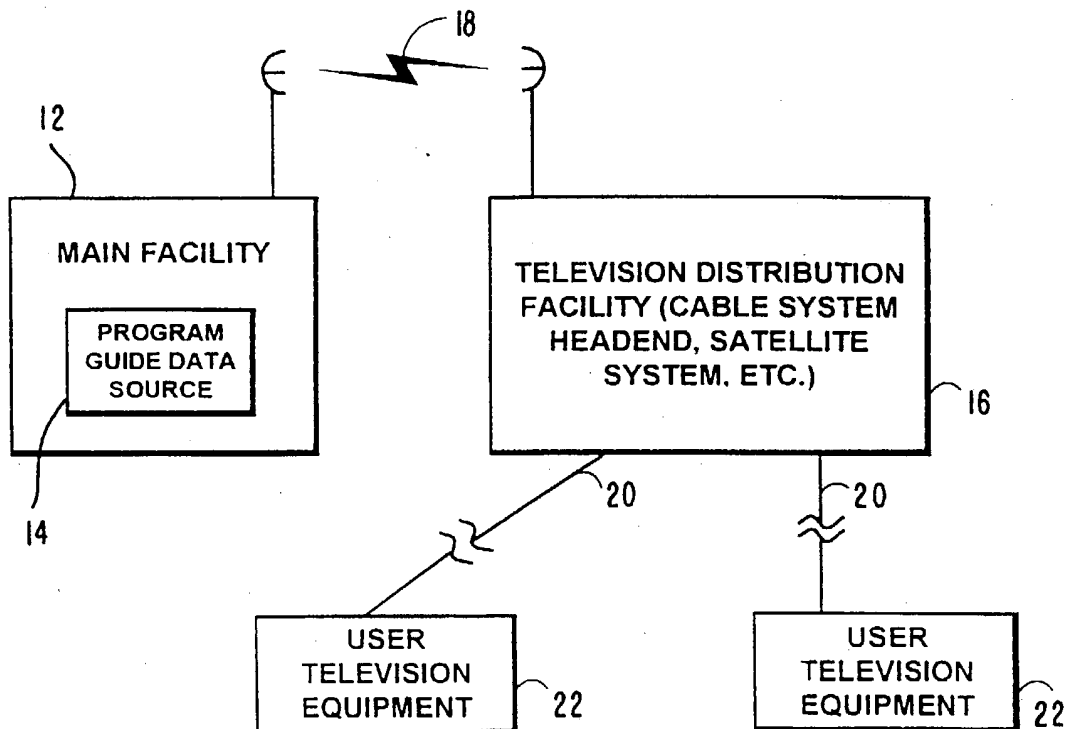 18
12
MAIN FACILITY
PROGRAM
GUIDE DATA
SOURCE
14
TELEVISION DISTRIBUTION
FACILITY (CABLE SYSTEM
HEADEND, SATELLITE
SYSTEM, ETC.)
16
20
20
USER
TELEVISION
EQUIPMENT
22
USER
TELEVISION
EQUIPMENT
22